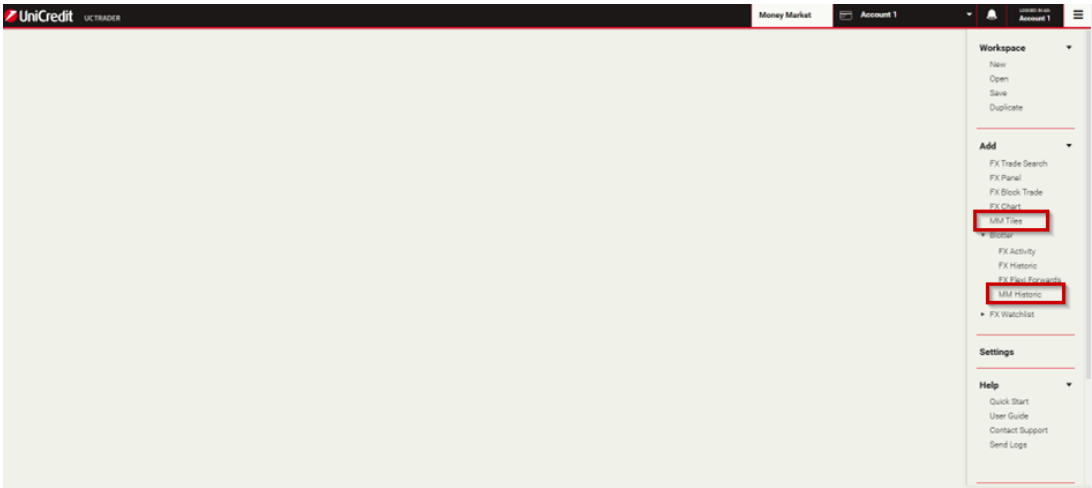 UniCredit UCTRADER Money Market Account 1 LOGGED IN AS: Account 1
Workspace
New
Open
Save
Duplicate
Add
FX Trade Search
FX Panel
FX Block Trade
FX Chart
MM Tiles
Blotter
FX Activity
FX Historic
FX Flexi Forwards
MM Historic
FX Watchlist
Settings
Help
Quick Start
User Guide
Contact Support
Send Logs